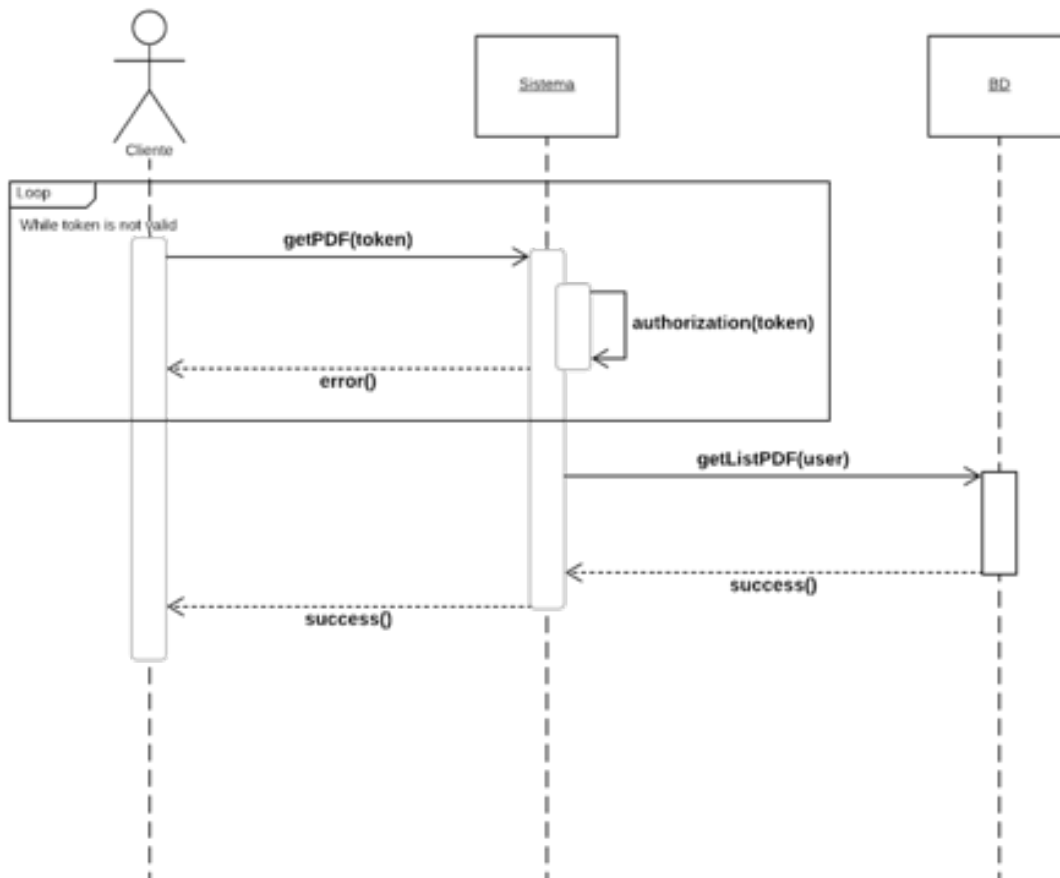 Sistema
BD
Cliente
Loop
While token is not valid
getPDF(token)
authorization(token)
error()
getListPDF(user)
success()
success()